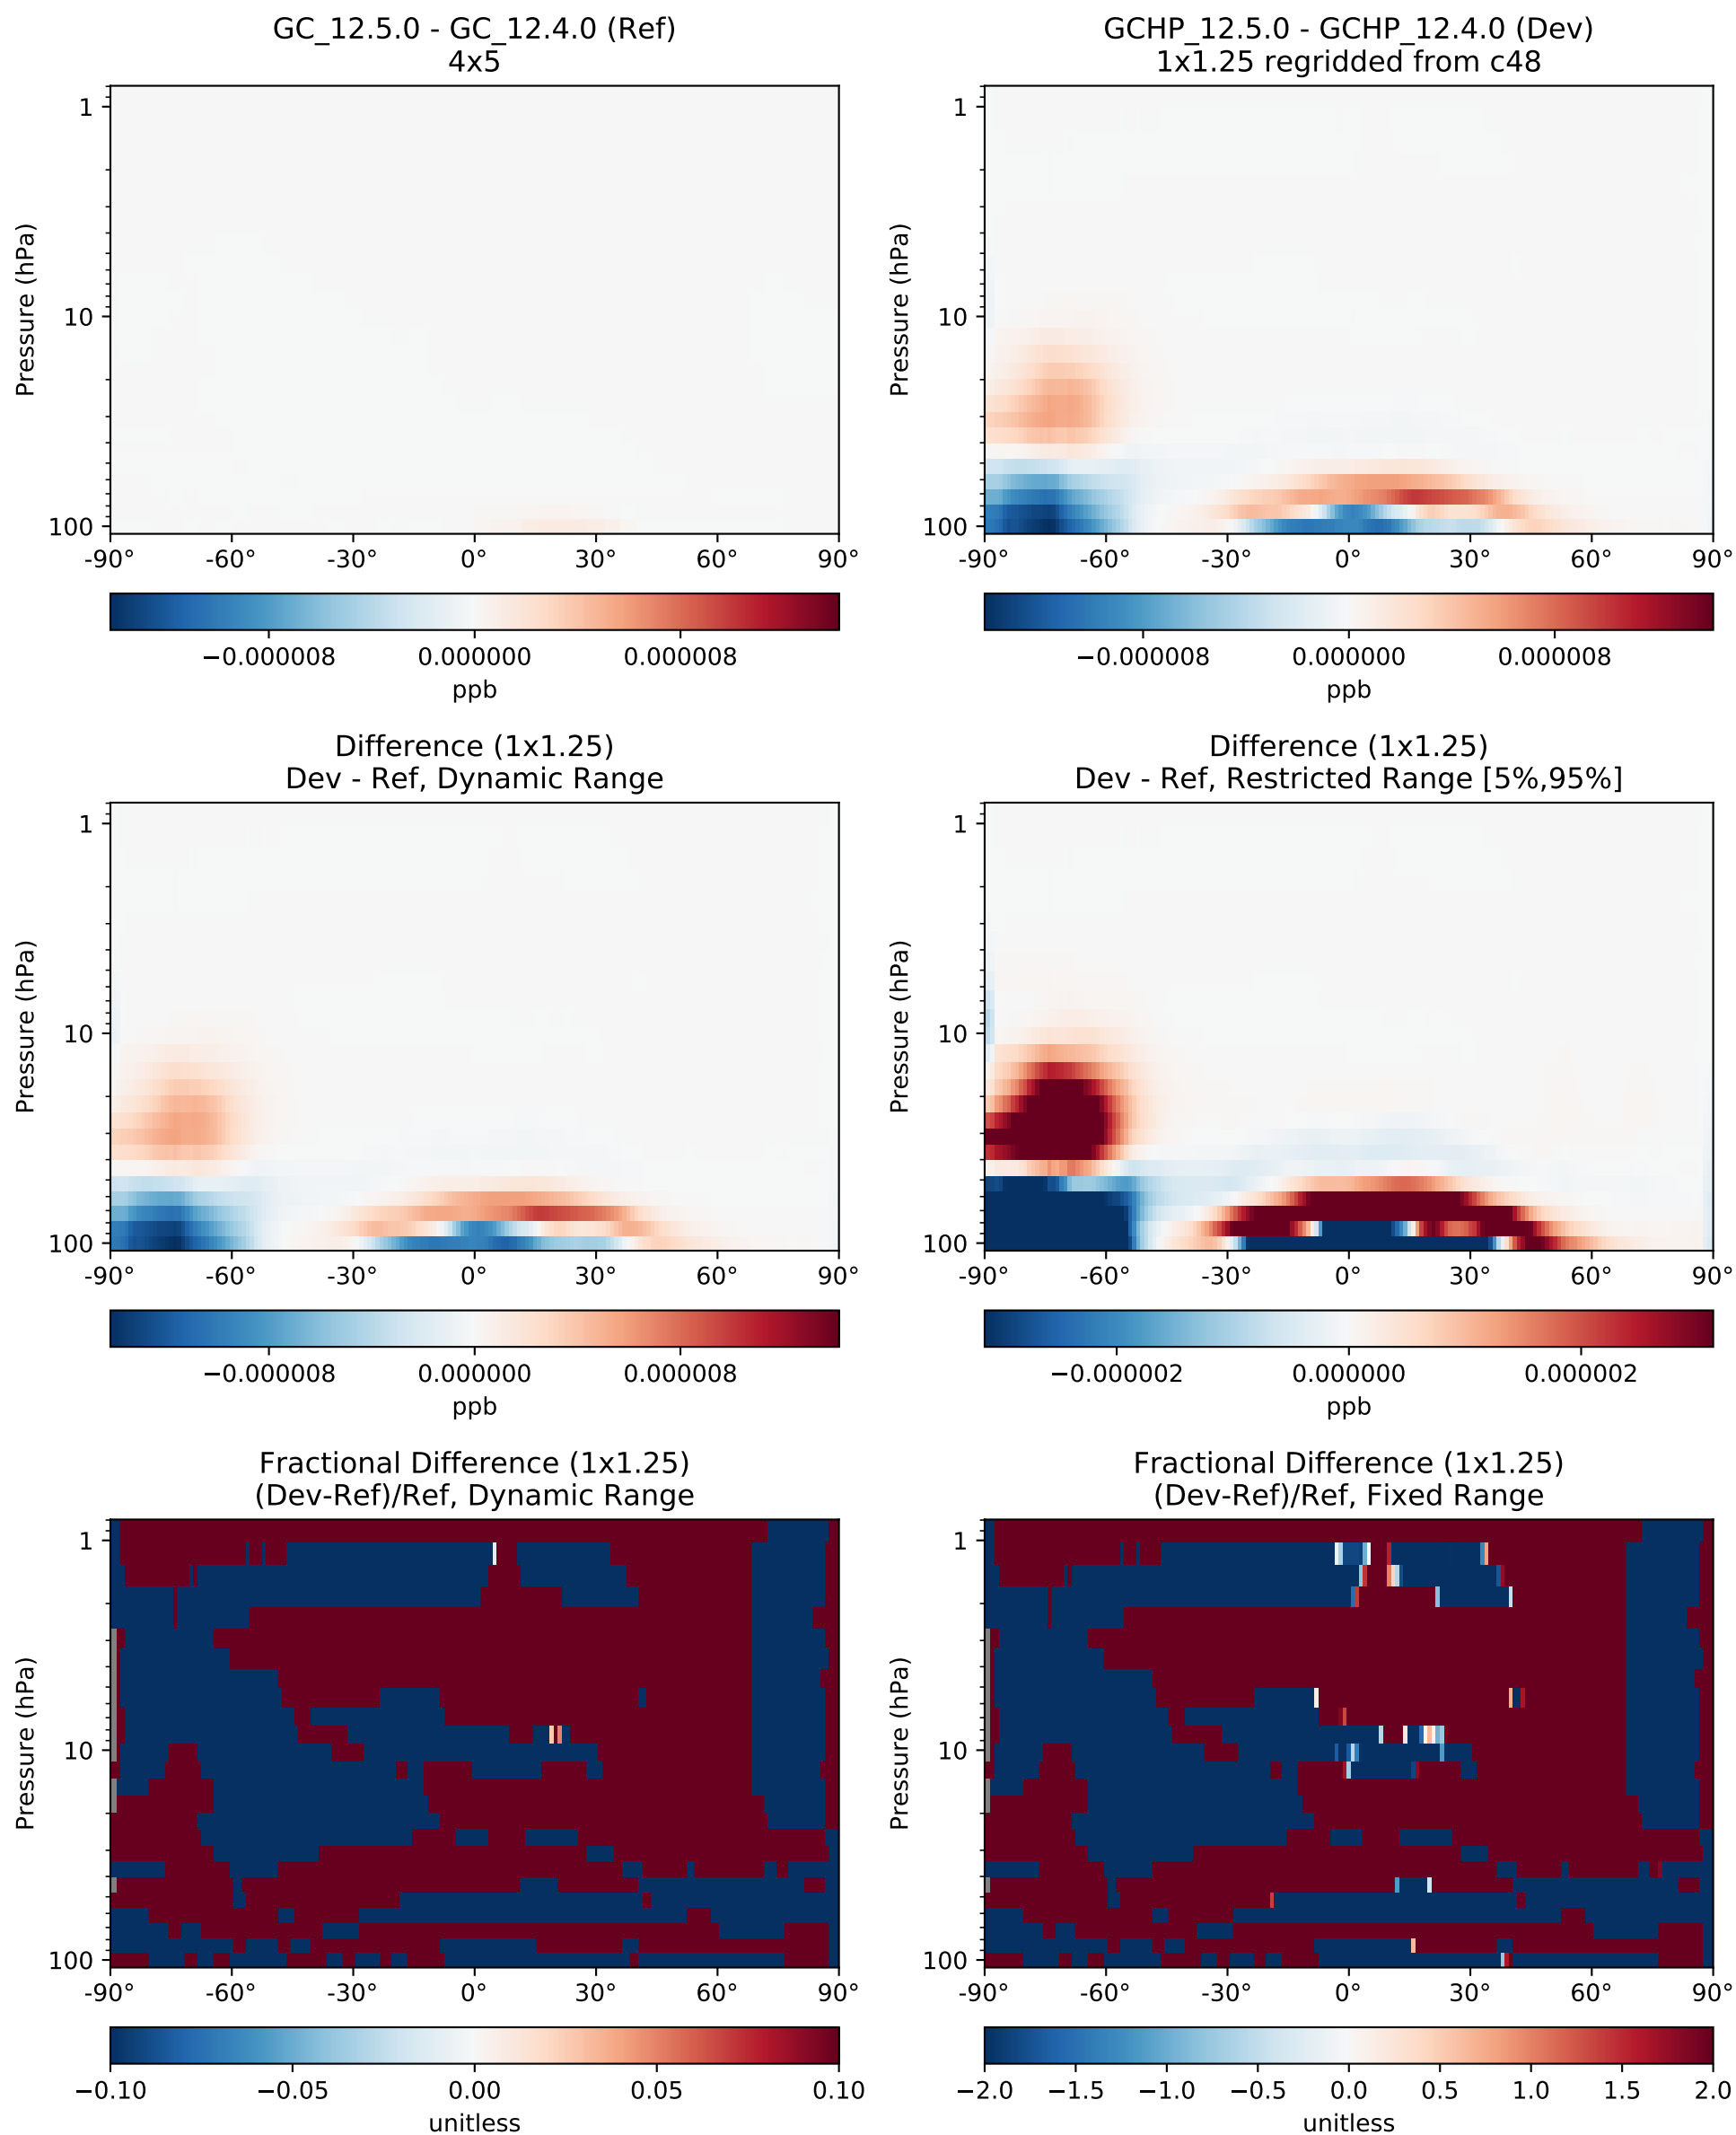 GC_12.5.0 - GC_12.4.0 (Ref)
4x5
Pressure (hPa)
1
10
100
-90° -60° -30° 0° 30° 60° 90°
−0.000008 0.000000 0.000008
ppb
GCHP_12.5.0 - GCHP_12.4.0 (Dev)
1x1.25 regridded from c48
Pressure (hPa)
1
10
100
-90° -60° -30° 0° 30° 60° 90°
−0.000008 0.000000 0.000008
ppb
Difference (1x1.25)
Dev - Ref, Dynamic Range
Pressure (hPa)
1
10
100
-90° -60° -30° 0° 30° 60° 90°
−0.000008 0.000000 0.000008
ppb
Difference (1x1.25)
Dev - Ref, Restricted Range [5%,95%]
Pressure (hPa)
1
10
100
-90° -60° -30° 0° 30° 60° 90°
−0.000002 0.000000 0.000002
ppb
Fractional Difference (1x1.25)
(Dev-Ref)/Ref, Dynamic Range
Pressure (hPa)
1
10
100
-90° -60° -30° 0° 30° 60° 90°
−0.10 −0.05 0.00 0.05 0.10
unitless
Fractional Difference (1x1.25)
(Dev-Ref)/Ref, Fixed Range
Pressure (hPa)
1
10
100
-90° -60° -30° 0° 30° 60° 90°
−2.0 −1.5 −1.0 −0.5 0.0 0.5 1.0 1.5 2.0
unitless